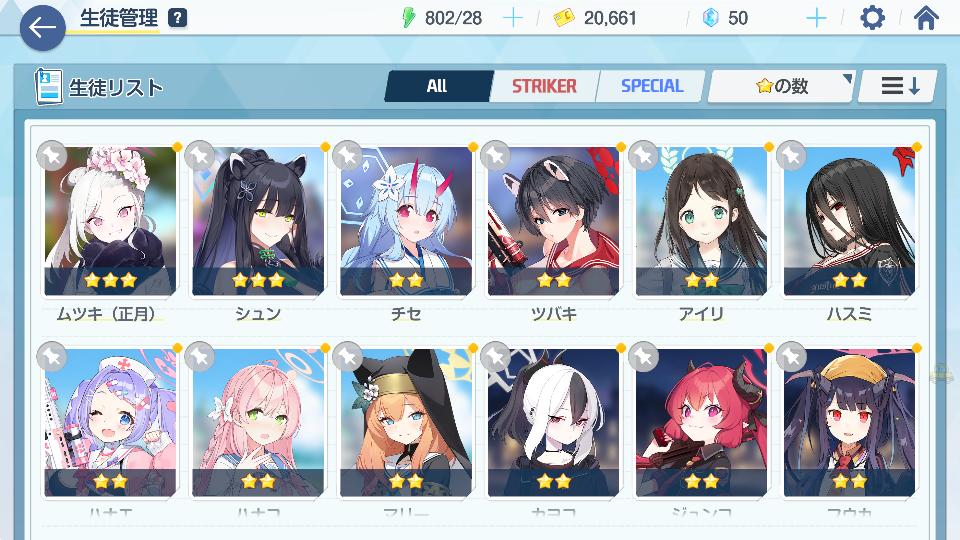 生徒管理 ?
802/28
20,661
50
生徒リスト
All
STRIKER
SPECIAL
の数
ムツキ（正月）
シュン
チセ
ツバキ
アイリ
ハスミ
ハナエ
ハナコ
マリー
カヨコ
ジュンコ
フウカ